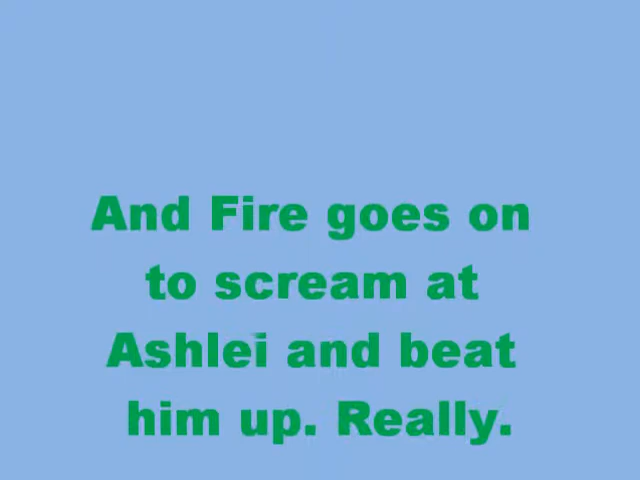 And Fire goes on
to scream at
Ashlei and beat
him up. Really.